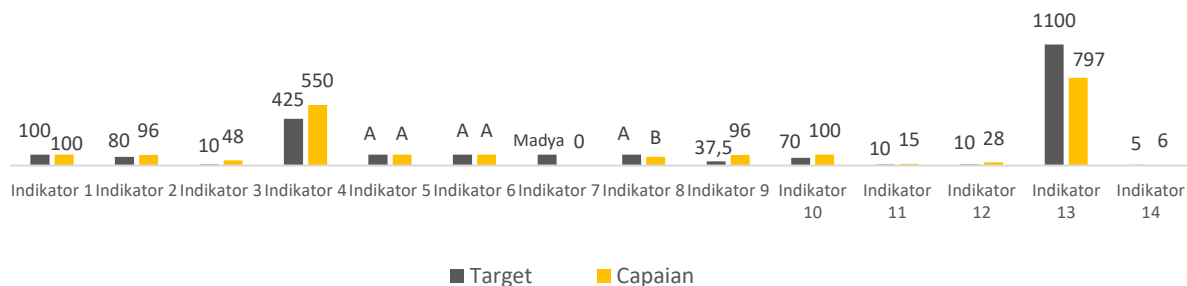 100 100
80 96
10 48
425 550
A A
A A
Madya 0
A B
37,5 96
70 100
10 15
10 28
1100 797
5 6
Indikator 1 Indikator 2 Indikator 3 Indikator 4 Indikator 5 Indikator 6 Indikator 7 Indikator 8 Indikator 9 Indikator Indikator Indikator Indikator Indikator
10 11 12 13 14
Target Capaian